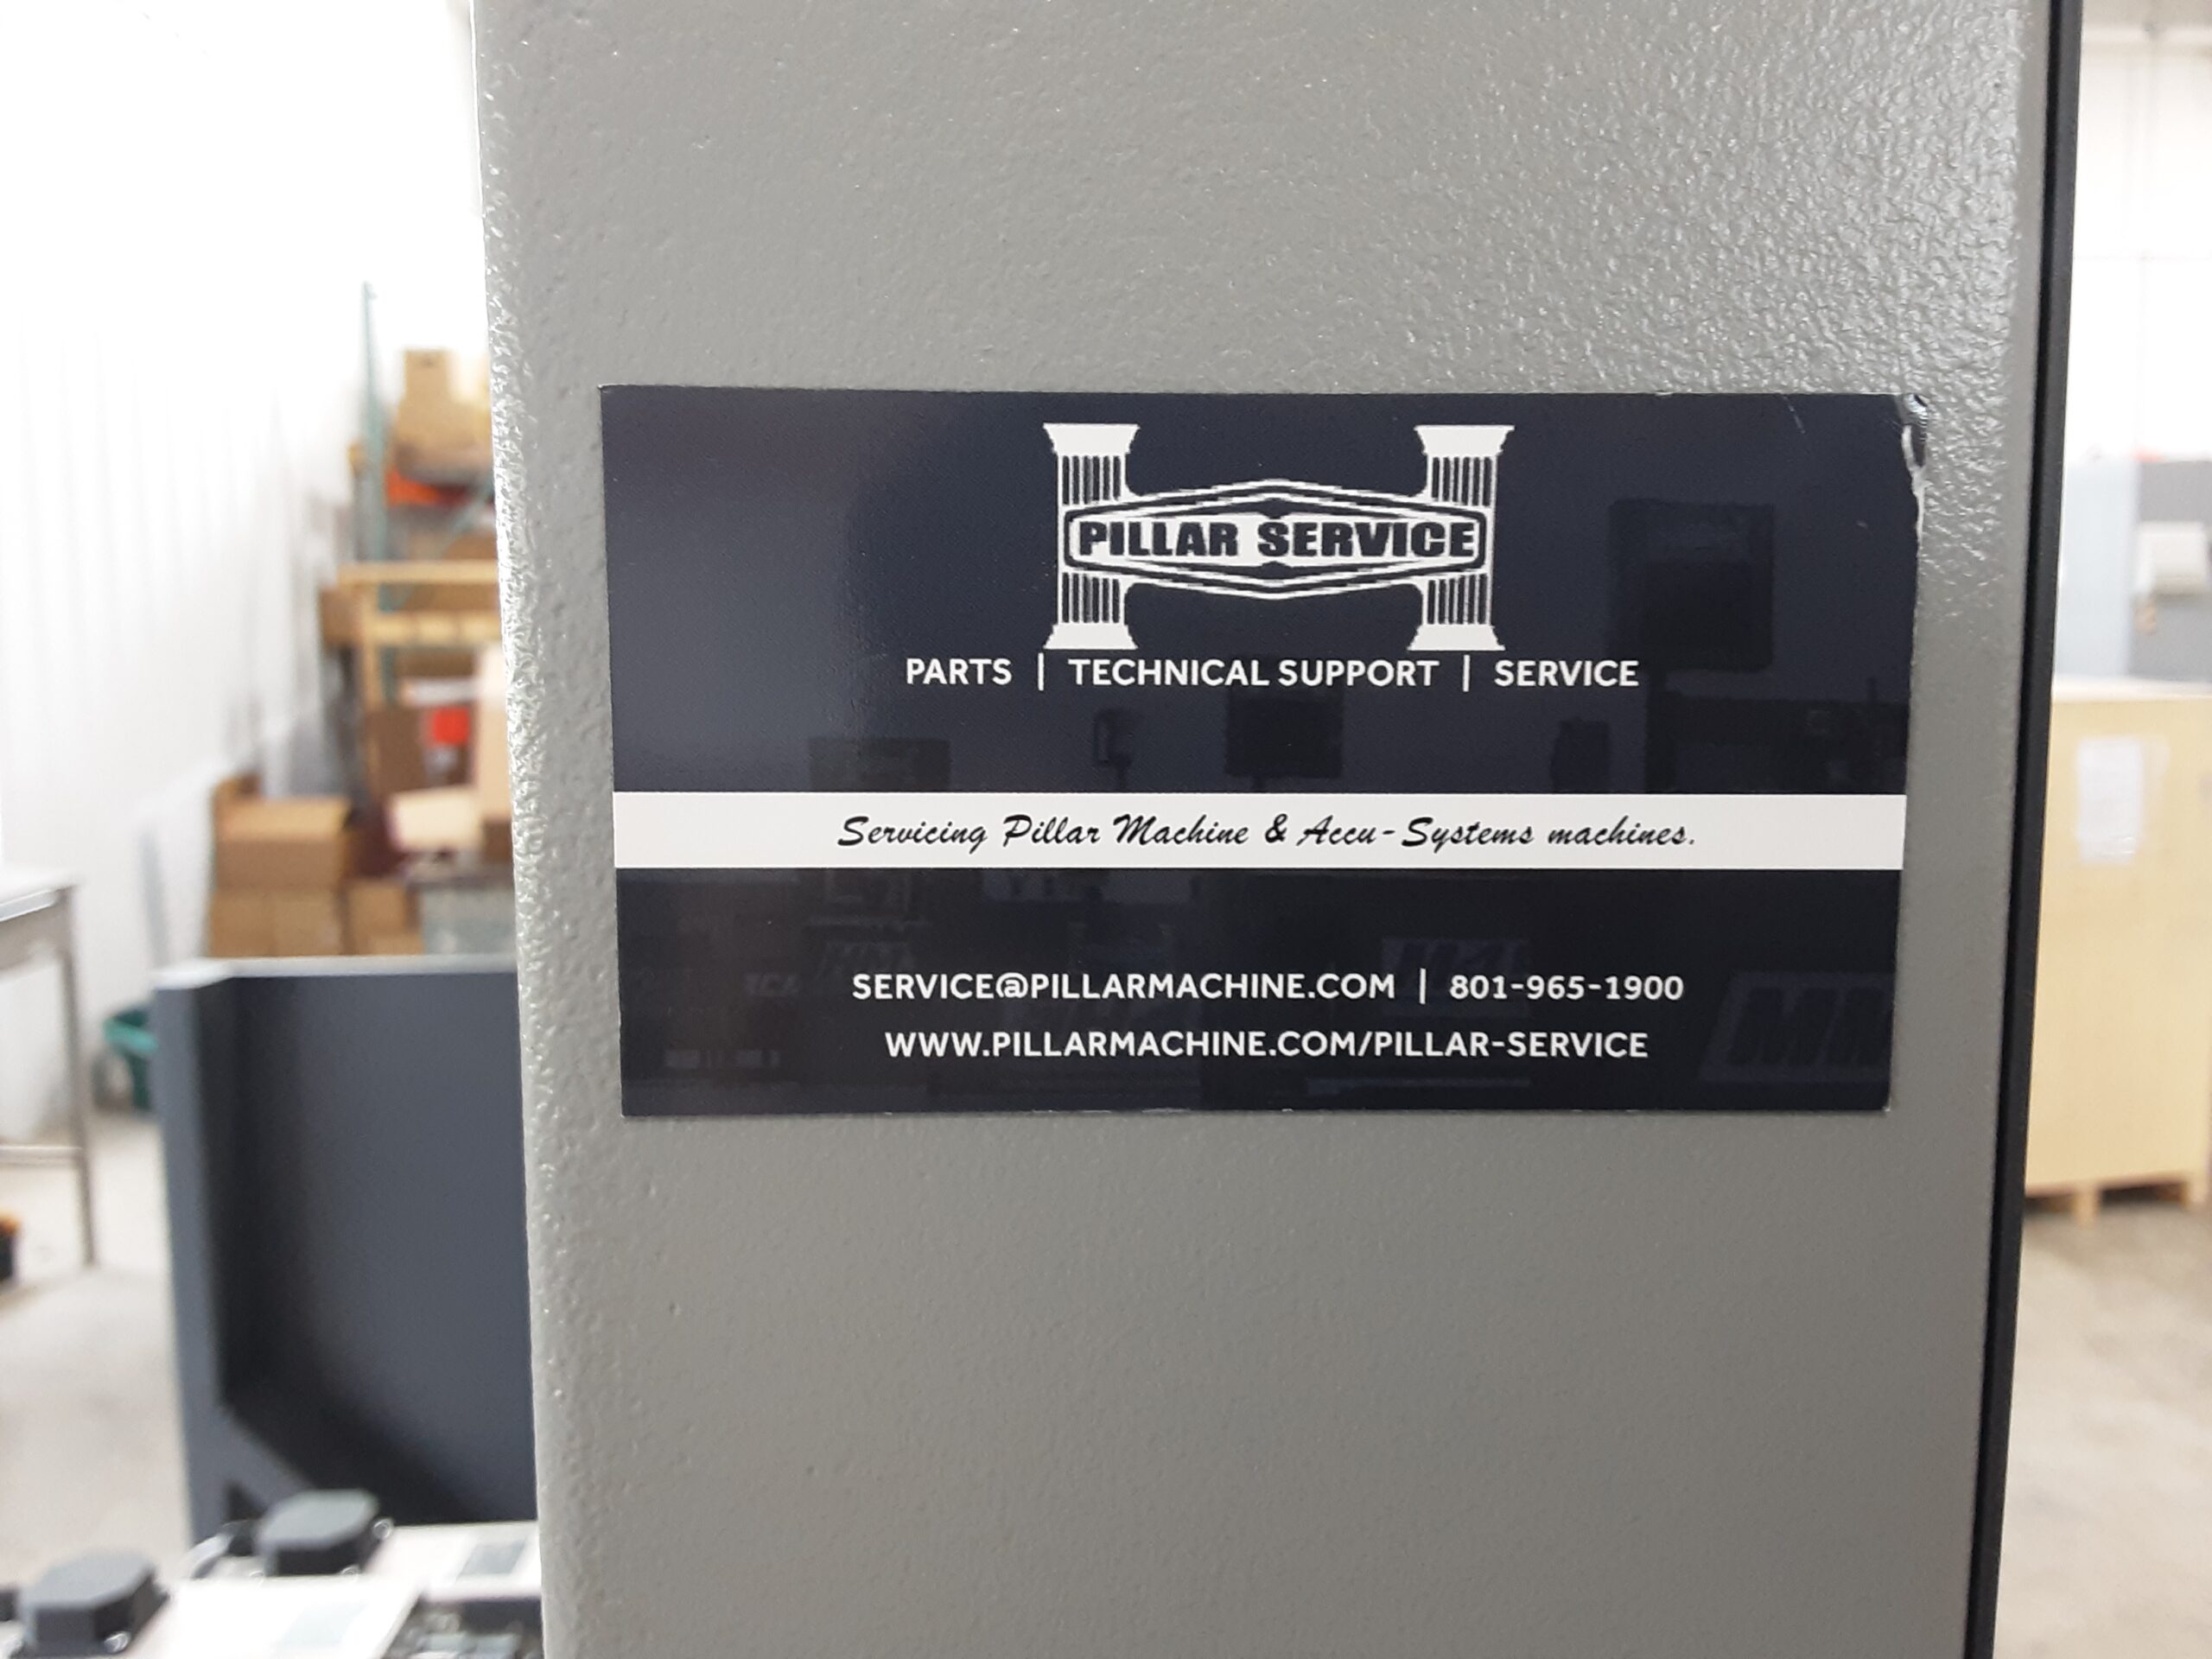 PILLAR SERVICE
PARTS | TECHNICAL SUPPORT | SERVICE
Servicing Pillar Machine & Accu-Systems machines.
SERVICE@PILLARMACHINE.COM | 801-965-1900
WWW.PILLARMACHINE.COM/PILLAR-SERVICE